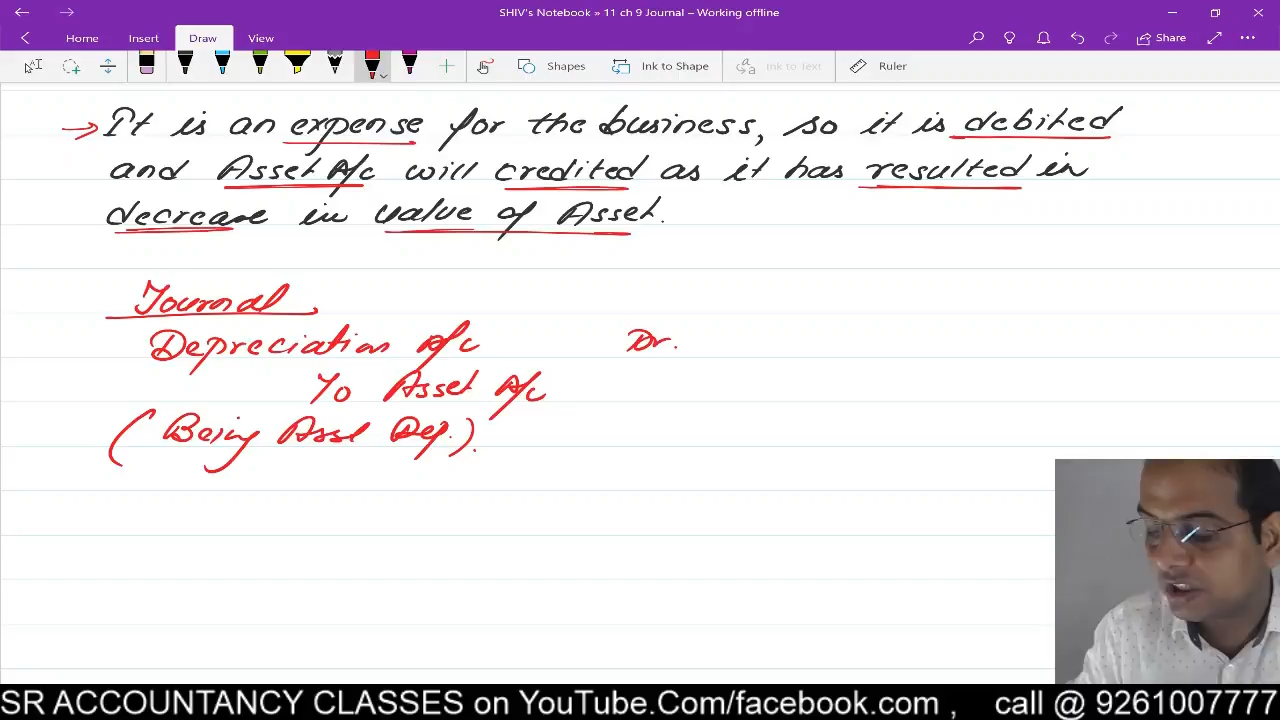 SHIV's Notebook » 11 ch 9 Journal – Working offline
Home Insert Draw View
Share
Shapes Ink to Shape Ink to Text Ruler
→ It is an expense for the business, so it is debited
and Asset A/c will credited as it has resulted in
decrease in value of Asset.
Journal
Depreciation A/c Dr.
To Asset A/c
(Being Asse Dep.).
SR ACCOUNTANCY CLASSES on YouTube.Com/facebook.com , call @ 9261007777